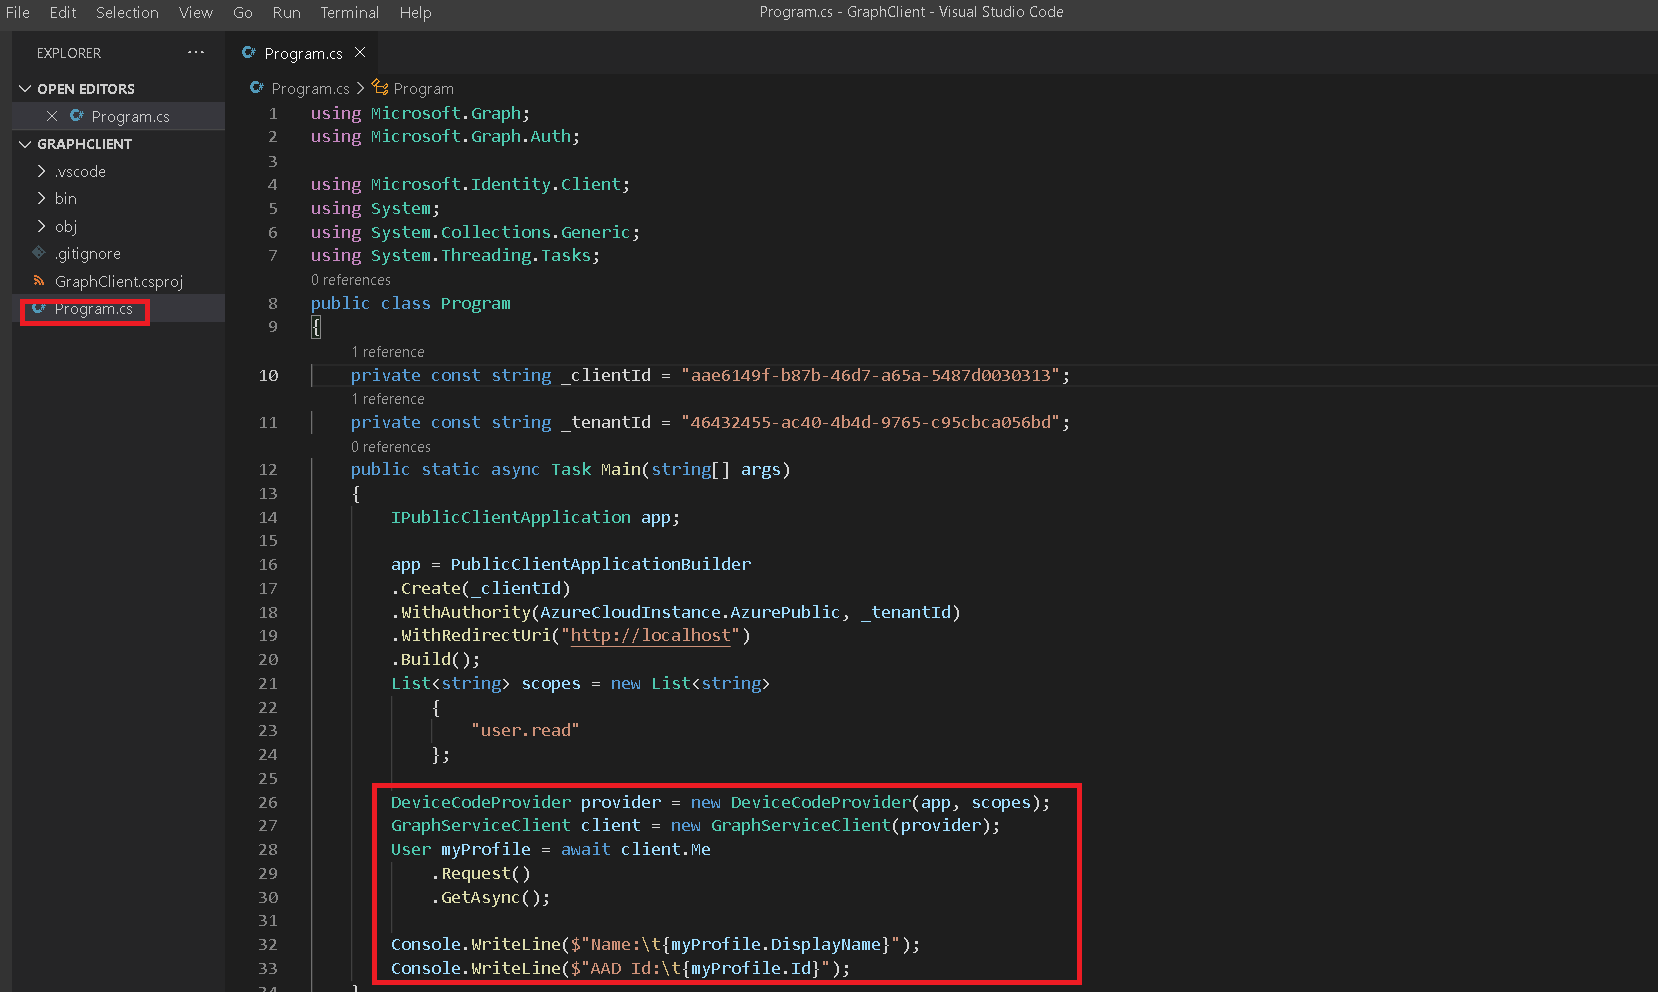 File Edit Selection View Go Run Terminal Help
Program.cs - GraphClient - Visual Studio Code
EXPLORER ...
OPEN EDITORS
Program.cs
GRAPHCLIENT
.vscode
bin
obj
.gitignore
GraphClient.csproj
Program.cs
Program.cs
Program.cs > Program
1 using Microsoft.Graph;
2 using Microsoft.Graph.Auth;
3
4 using Microsoft.Identity.Client;
5 using System;
6 using System.Collections.Generic;
7 using System.Threading.Tasks;
0 references
8 public class Program
9 {
1 reference
10 private const string _clientId = "aae6149f-b87b-46d7-a65a-5487d0030313";
1 reference
11 private const string _tenantId = "46432455-ac40-4b4d-9765-c95cbca056bd";
0 references
12 public static async Task Main(string[] args)
13 {
14 IPublicClientApplication app;
15
16 app = PublicClientApplicationBuilder
17 .Create(_clientId)
18 .WithAuthority(AzureCloudInstance.AzurePublic, _tenantId)
19 .WithRedirectUri("http://localhost")
20 .Build();
21 List<string> scopes = new List<string>
22 {
23 "user.read"
24 };
25
26 DeviceCodeProvider provider = new DeviceCodeProvider(app, scopes);
27 GraphServiceClient client = new GraphServiceClient(provider);
28 User myProfile = await client.Me
29 .Request()
30 .GetAsync();
31
32 Console.WriteLine($"Name:\t{myProfile.DisplayName}");
33 Console.WriteLine($"AAD Id:\t{myProfile.Id}");